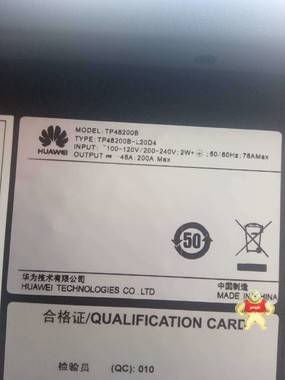 MODEL: TP48200B
TYPE: TP48200B-L20D4
INPUT: ~100-120V/200-240V; 2W+⏚; 50/60Hz; 76AMax
OUTPUT ⎓ 48A; 200A Max
HUAWEI
50
华为技术有限公司
HUAWEI TECHNOLOGIES CO.,LTD
中国制造
MADE IN CHINA
合格证/QUALIFICATION CARD
检验员 (QC): 010